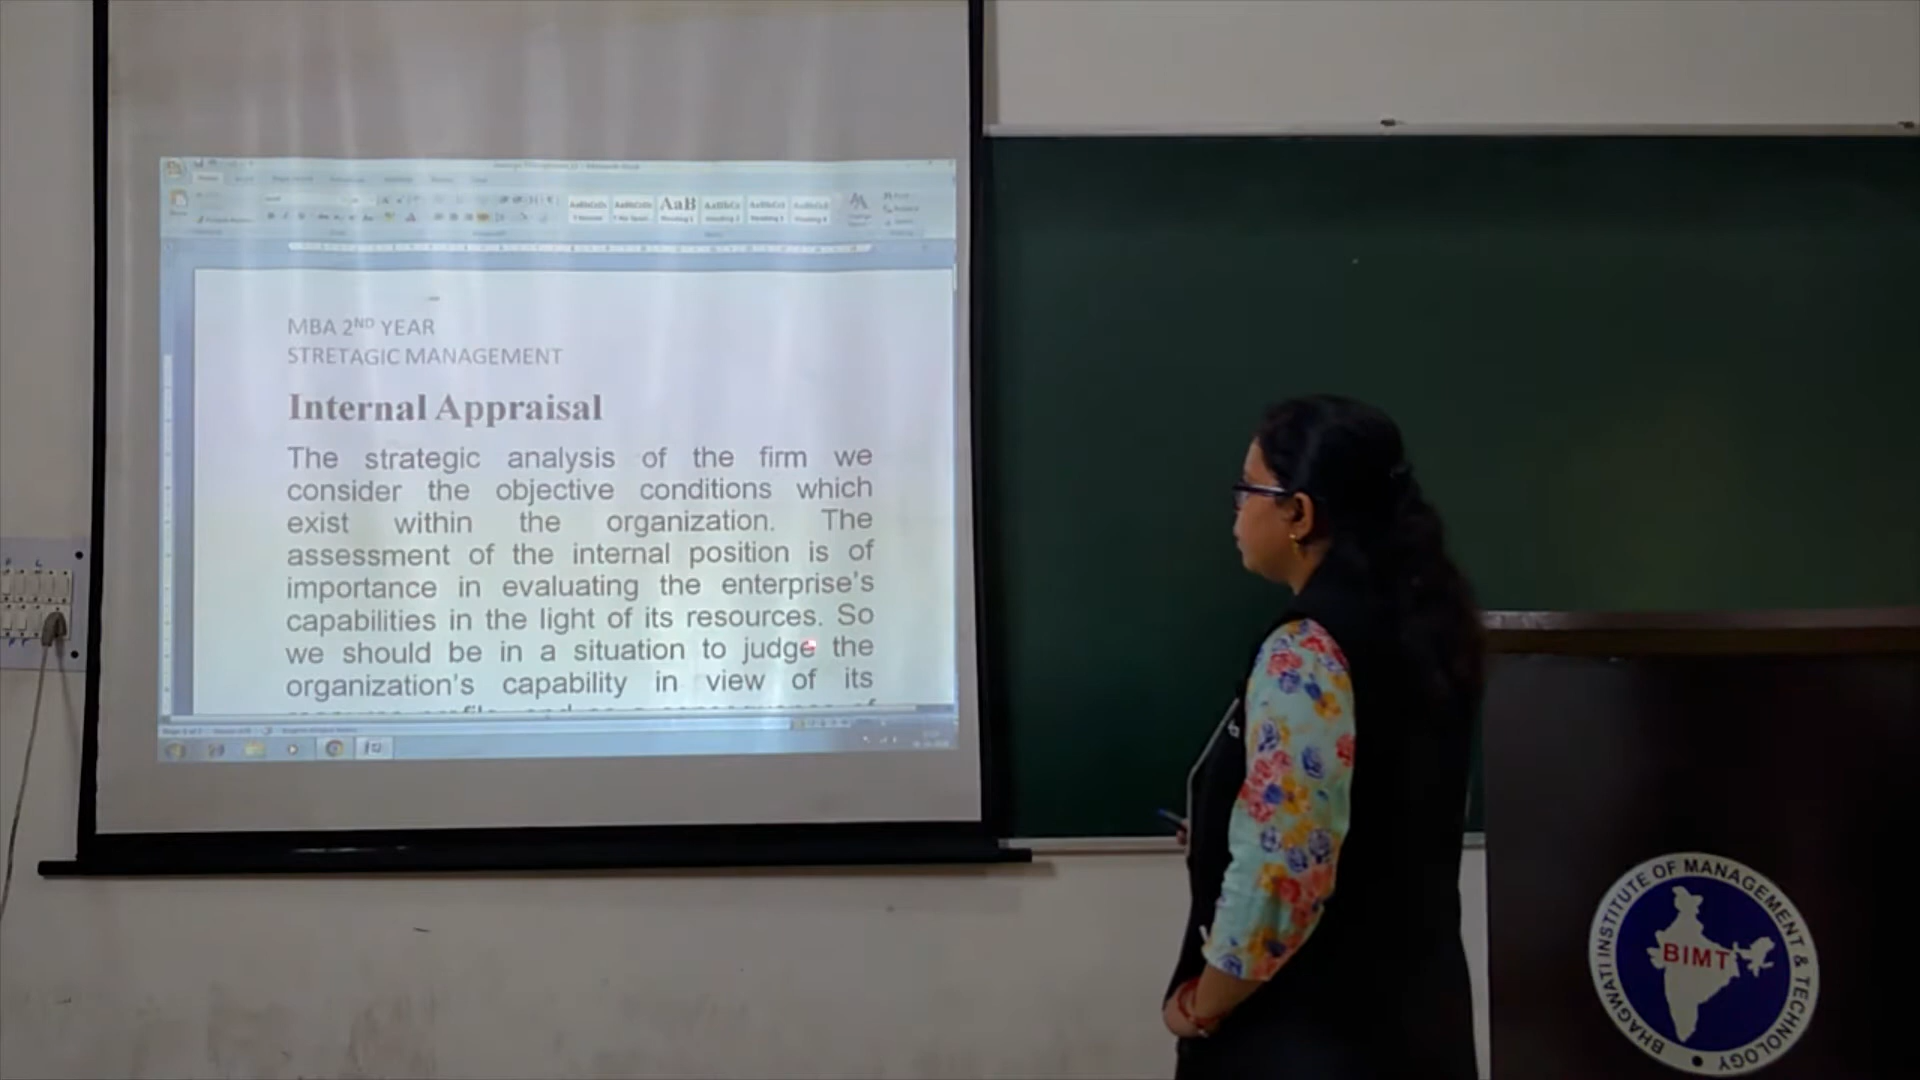 AaB
MBA 2ND YEAR
STRETAGIC MANAGEMENT
Internal Appraisal
The strategic analysis of the firm we
consider the objective conditions which
exist within the organization. The
assessment of the internal position is of
importance in evaluating the enterprise's
capabilities in the light of its resources. So
we should be in a situation to judge the
organization's capability in view of its
BHAGWATI INSTITUTE OF MANAGEMENT & TECHNOLOGY
BIMT